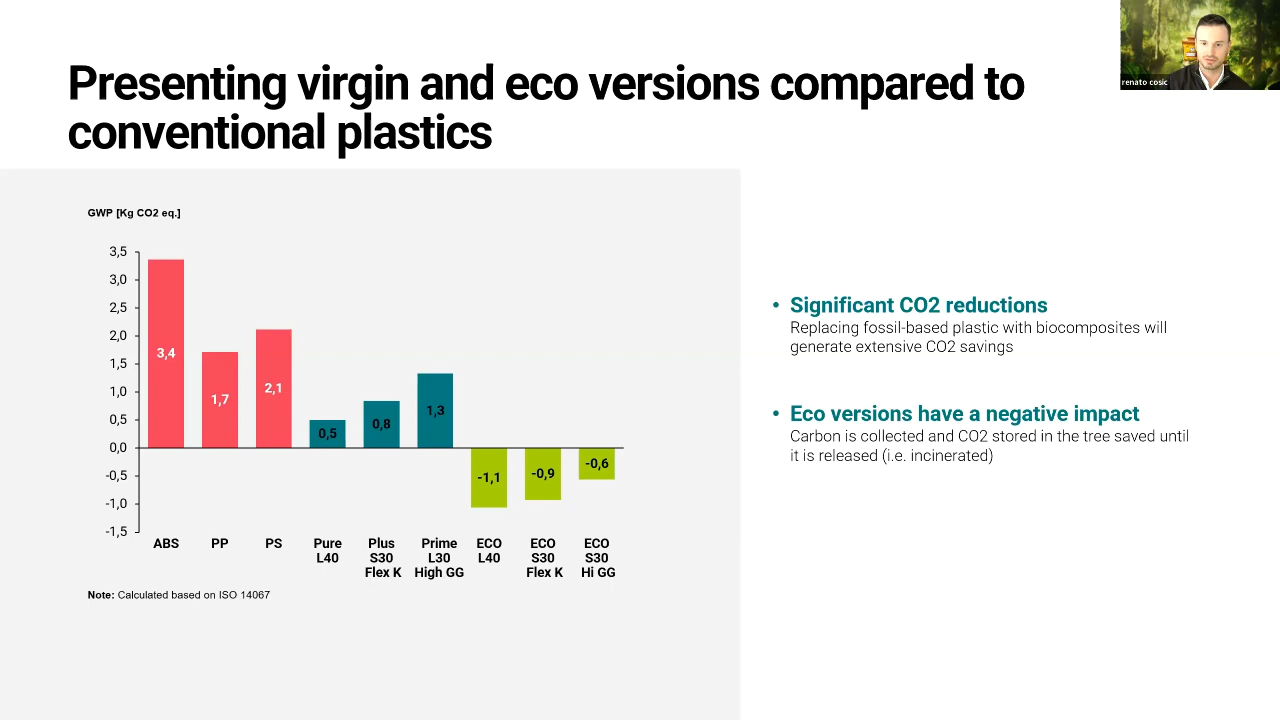 Presenting virgin and eco versions compared to
conventional plastics
renato cosic
GWP [Kg CO2 eq.]
3,5
3,0
2,5
2,0
1,5
1,0
0,5
0,0
-0,5
-1,0
-1,5
3,4
1,7
2,1
0,5
0,8
1,3
-1,1
-0,9
-0,6
ABS
PP
PS
Pure
L40
Plus
S30
Flex K
Prime
L30
High GG
ECO
L40
ECO
S30
Flex K
ECO
S30
Hi GG
Note: Calculated based on ISO 14067
• Significant CO2 reductions
Replacing fossil-based plastic with biocomposites will
generate extensive CO2 savings
• Eco versions have a negative impact
Carbon is collected and CO2 stored in the tree saved until
it is released (i.e. incinerated)